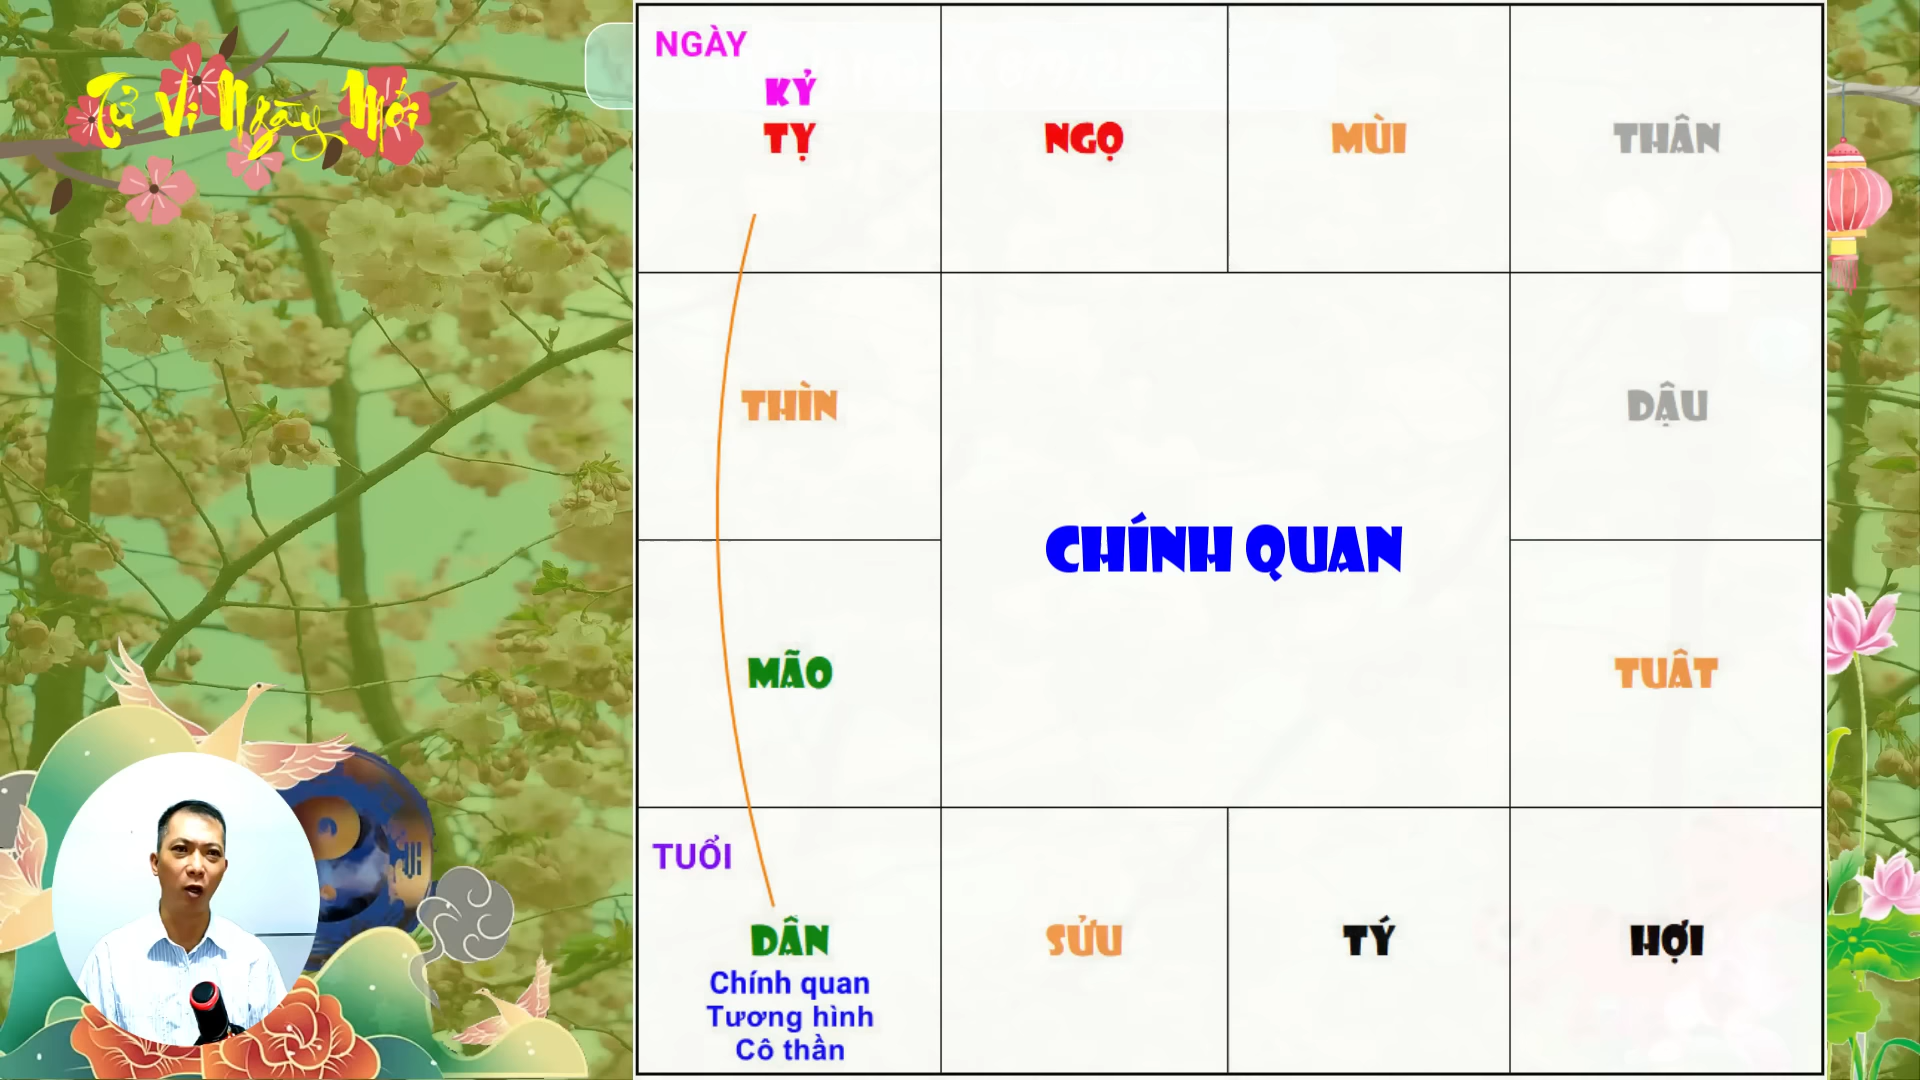 Tử Vi Ngày Mới
NGÀY
KỶ
TỴ
NGỌ
MÙI
THÂN
THÌN
DẬU
CHÍNH QUAN
MÃO
TUẤT
TUỔI
DẦN
Chính quan
Tương hình
Cô thần
SỬU
TÝ
HỢI